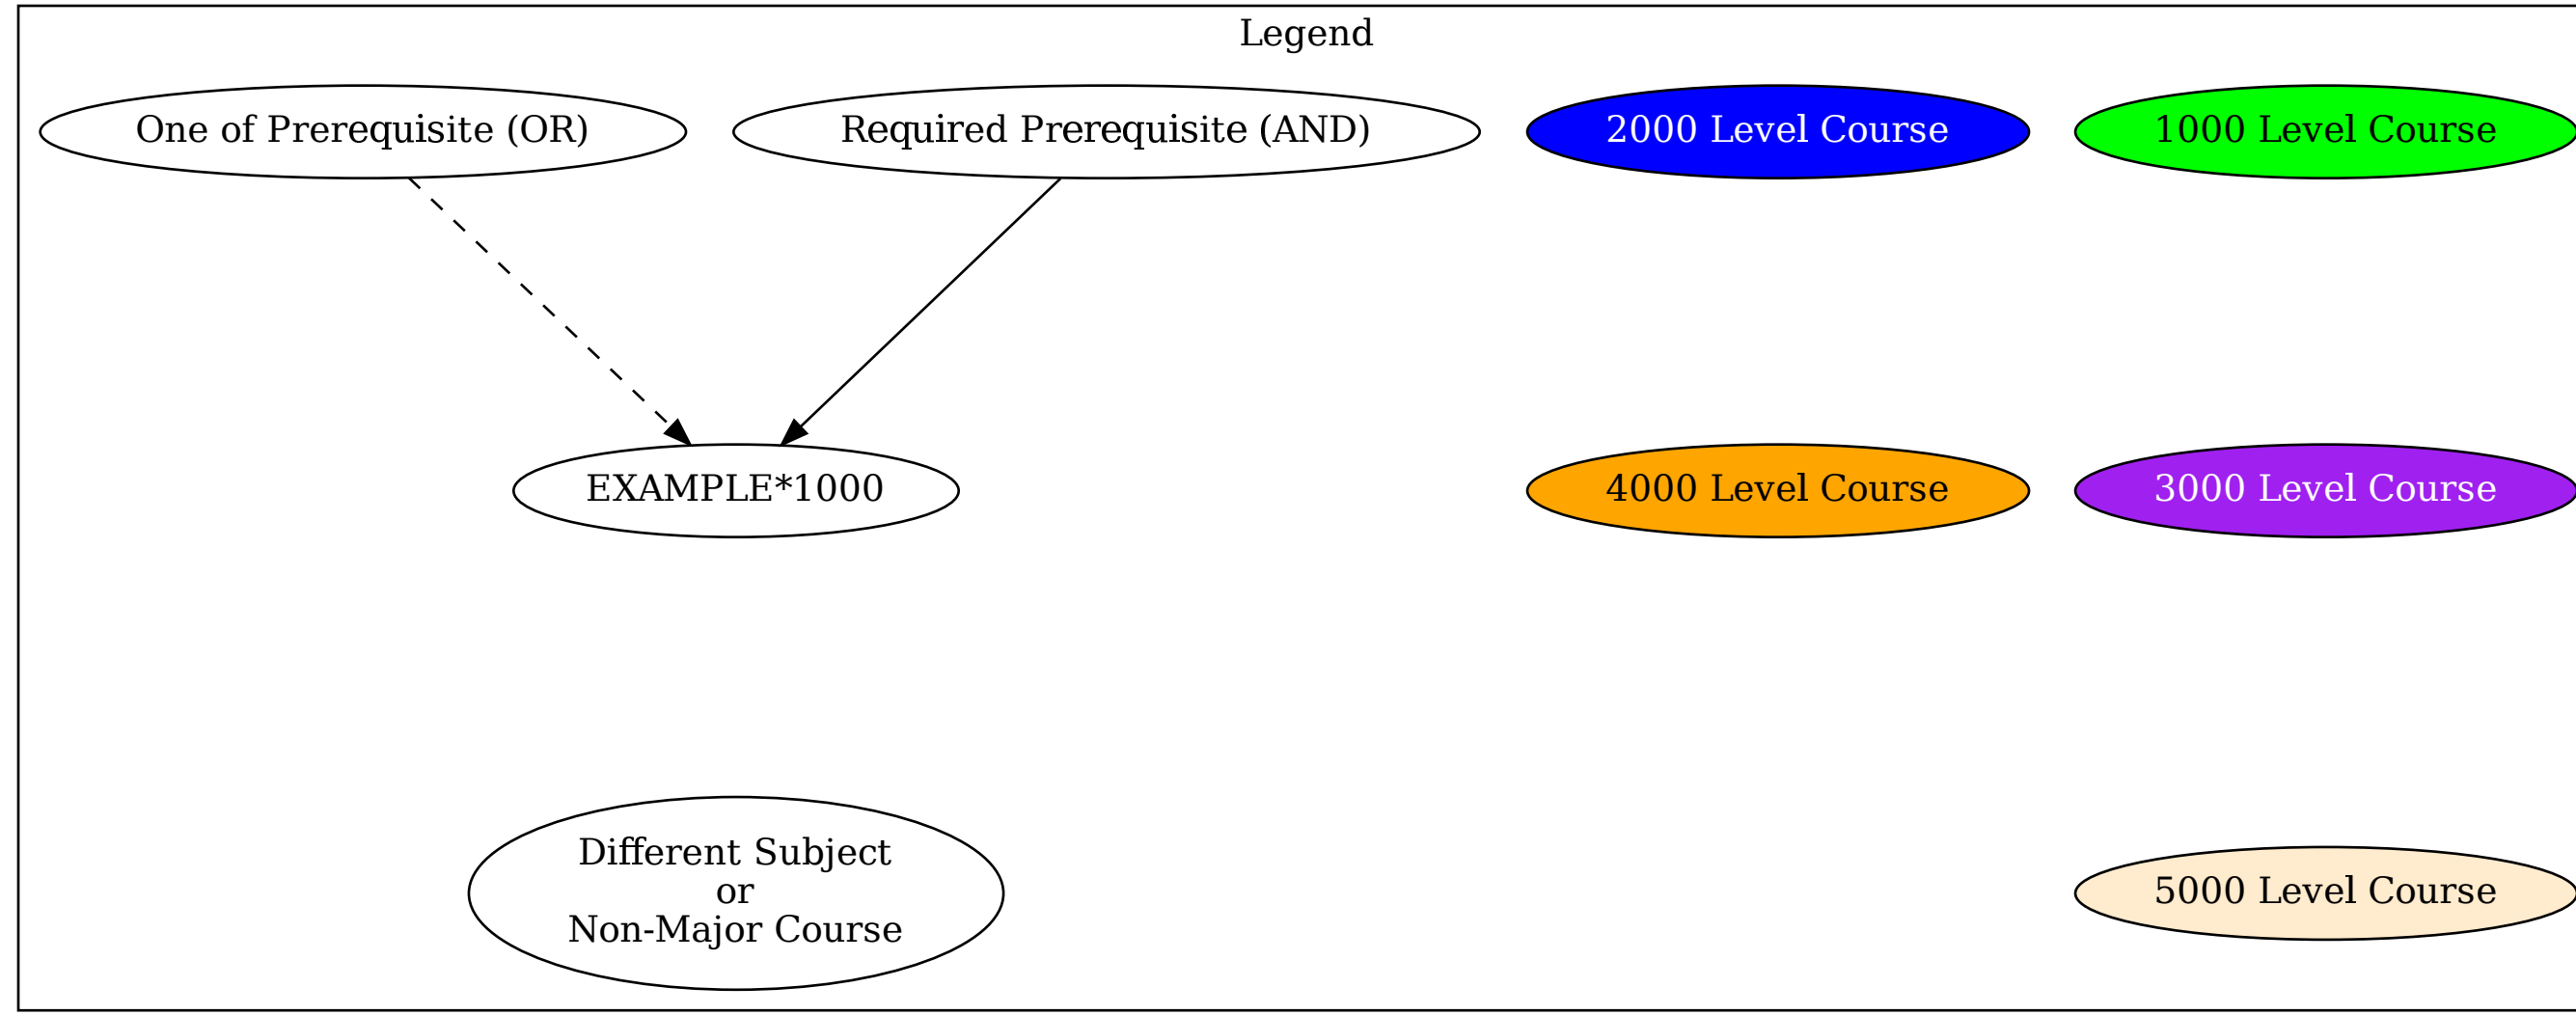 Legend
One of Prerequisite (OR)
Required Prerequisite (AND)
2000 Level Course
1000 Level Course
EXAMPLE*1000
4000 Level Course
3000 Level Course
Different Subject
or
Non-Major Course
5000 Level Course